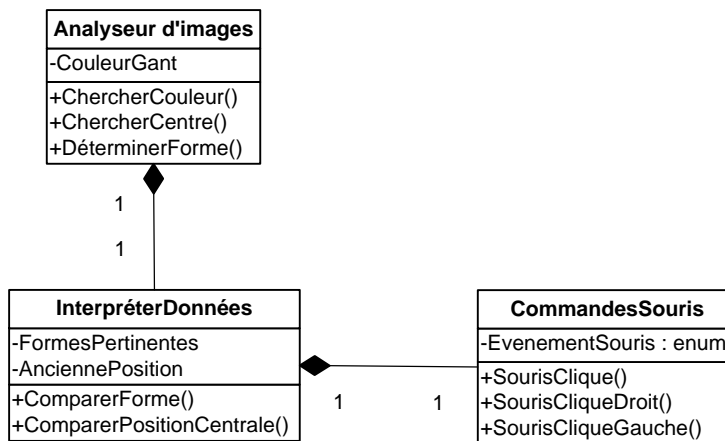 Analyseur d'images
-CouleurGant
+ChercherCouleur()
+ChercherCentre()
+DéterminerForme()
1
1
InterpréterDonnées
-FormesPertinentes
-AnciennePosition
+ComparerForme()
+ComparerPositionCentrale()
1
1
CommandesSouris
-EvenementSouris : enum
+SourisClique()
+SourisCliqueDroit()
+SourisCliqueGauche()